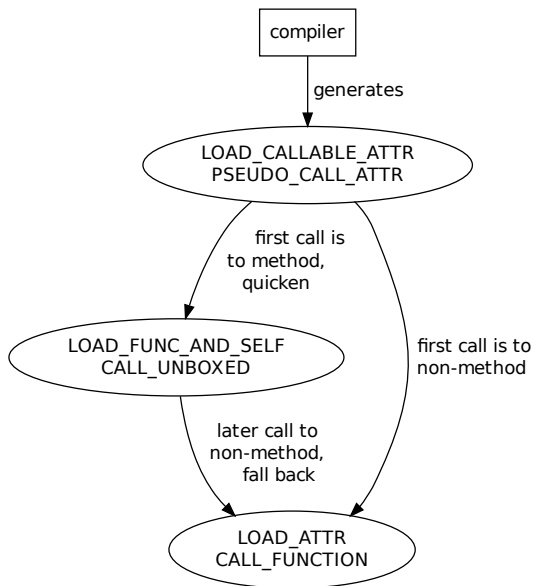 compiler
generates
LOAD_CALLABLE_ATTR
PSEUDO_CALL_ATTR
first call is
to method,
quicken
LOAD_FUNC_AND_SELF
CALL_UNBOXED
first call is to
non-method
later call to
non-method,
fall back
LOAD_ATTR
CALL_FUNCTION